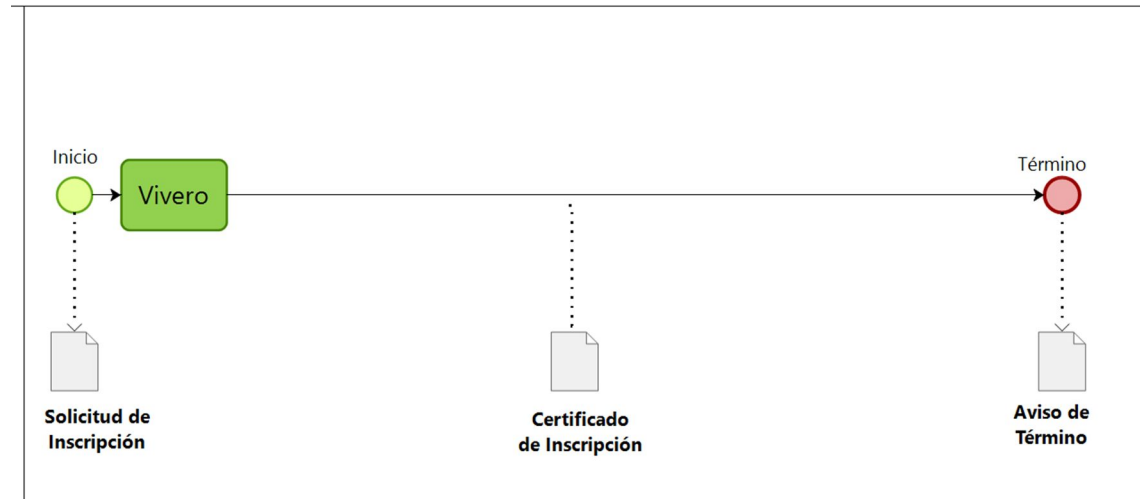 Inicio
Vivero
Término
Solicitud de
Inscripción
Certificado
de Inscripción
Aviso de
Término